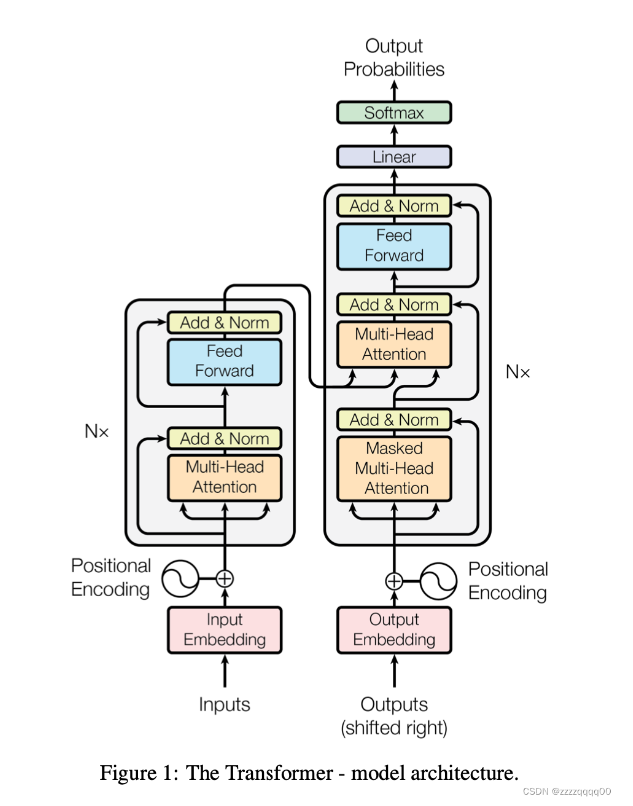 Output
Probabilities
Softmax
Linear
Add & Norm
Feed
Forward
Add & Norm
Multi-Head
Attention
Add & Norm
Masked
Multi-Head
Attention
N×
Add & Norm
Feed
Forward
Add & Norm
Multi-Head
Attention
N×
Positional
Encoding
Positional
Encoding
Input
Embedding
Output
Embedding
Inputs
Outputs
(shifted right)
Figure 1: The Transformer - model architecture.
CSDN @zzzzqqqq00